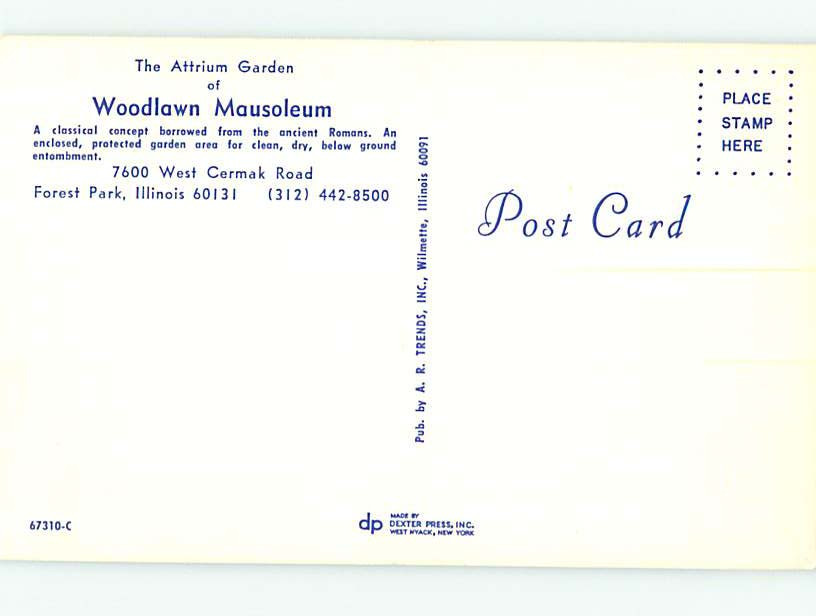 The Attrium Garden
of
Woodlawn Mausoleum
A classical concept borrowed from the ancient Romans. An
enclosed, protected garden area for clean, dry, below ground
entombment.
7600 West Cermak Road
Forest Park, Illinois 60131 (312) 442-8500
67310-C
Pub. by A. R. TRENDS, INC., Wilmette, Illinois 60091
dp
MADE BY
DEXTER PRESS, INC.
WEST NYACK, NEW YORK
PLACE
STAMP
HERE
Post Card